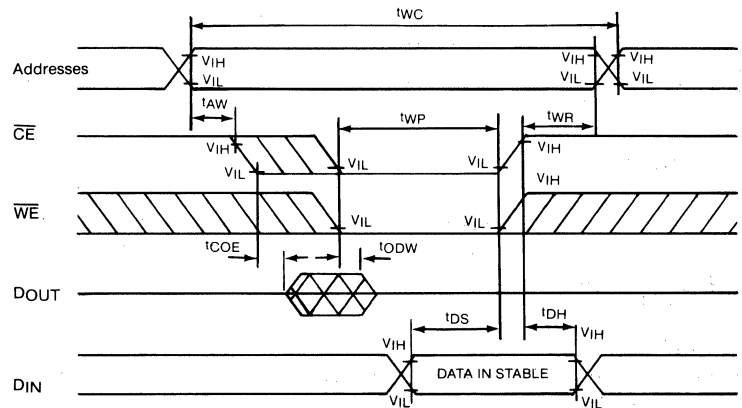 tWC
Addresses
VIH
VIL
VIH
VIL
VIH
VIL
tAW
tWP
tWR
CE
VIH
VIL
VIL
VIL
VIH
WE
VIL
VIL
VIH
tCOE
tODW
DOUT
tDS
tDH
DIN
VIH
VIL
DATA IN STABLE
VIH
VIL